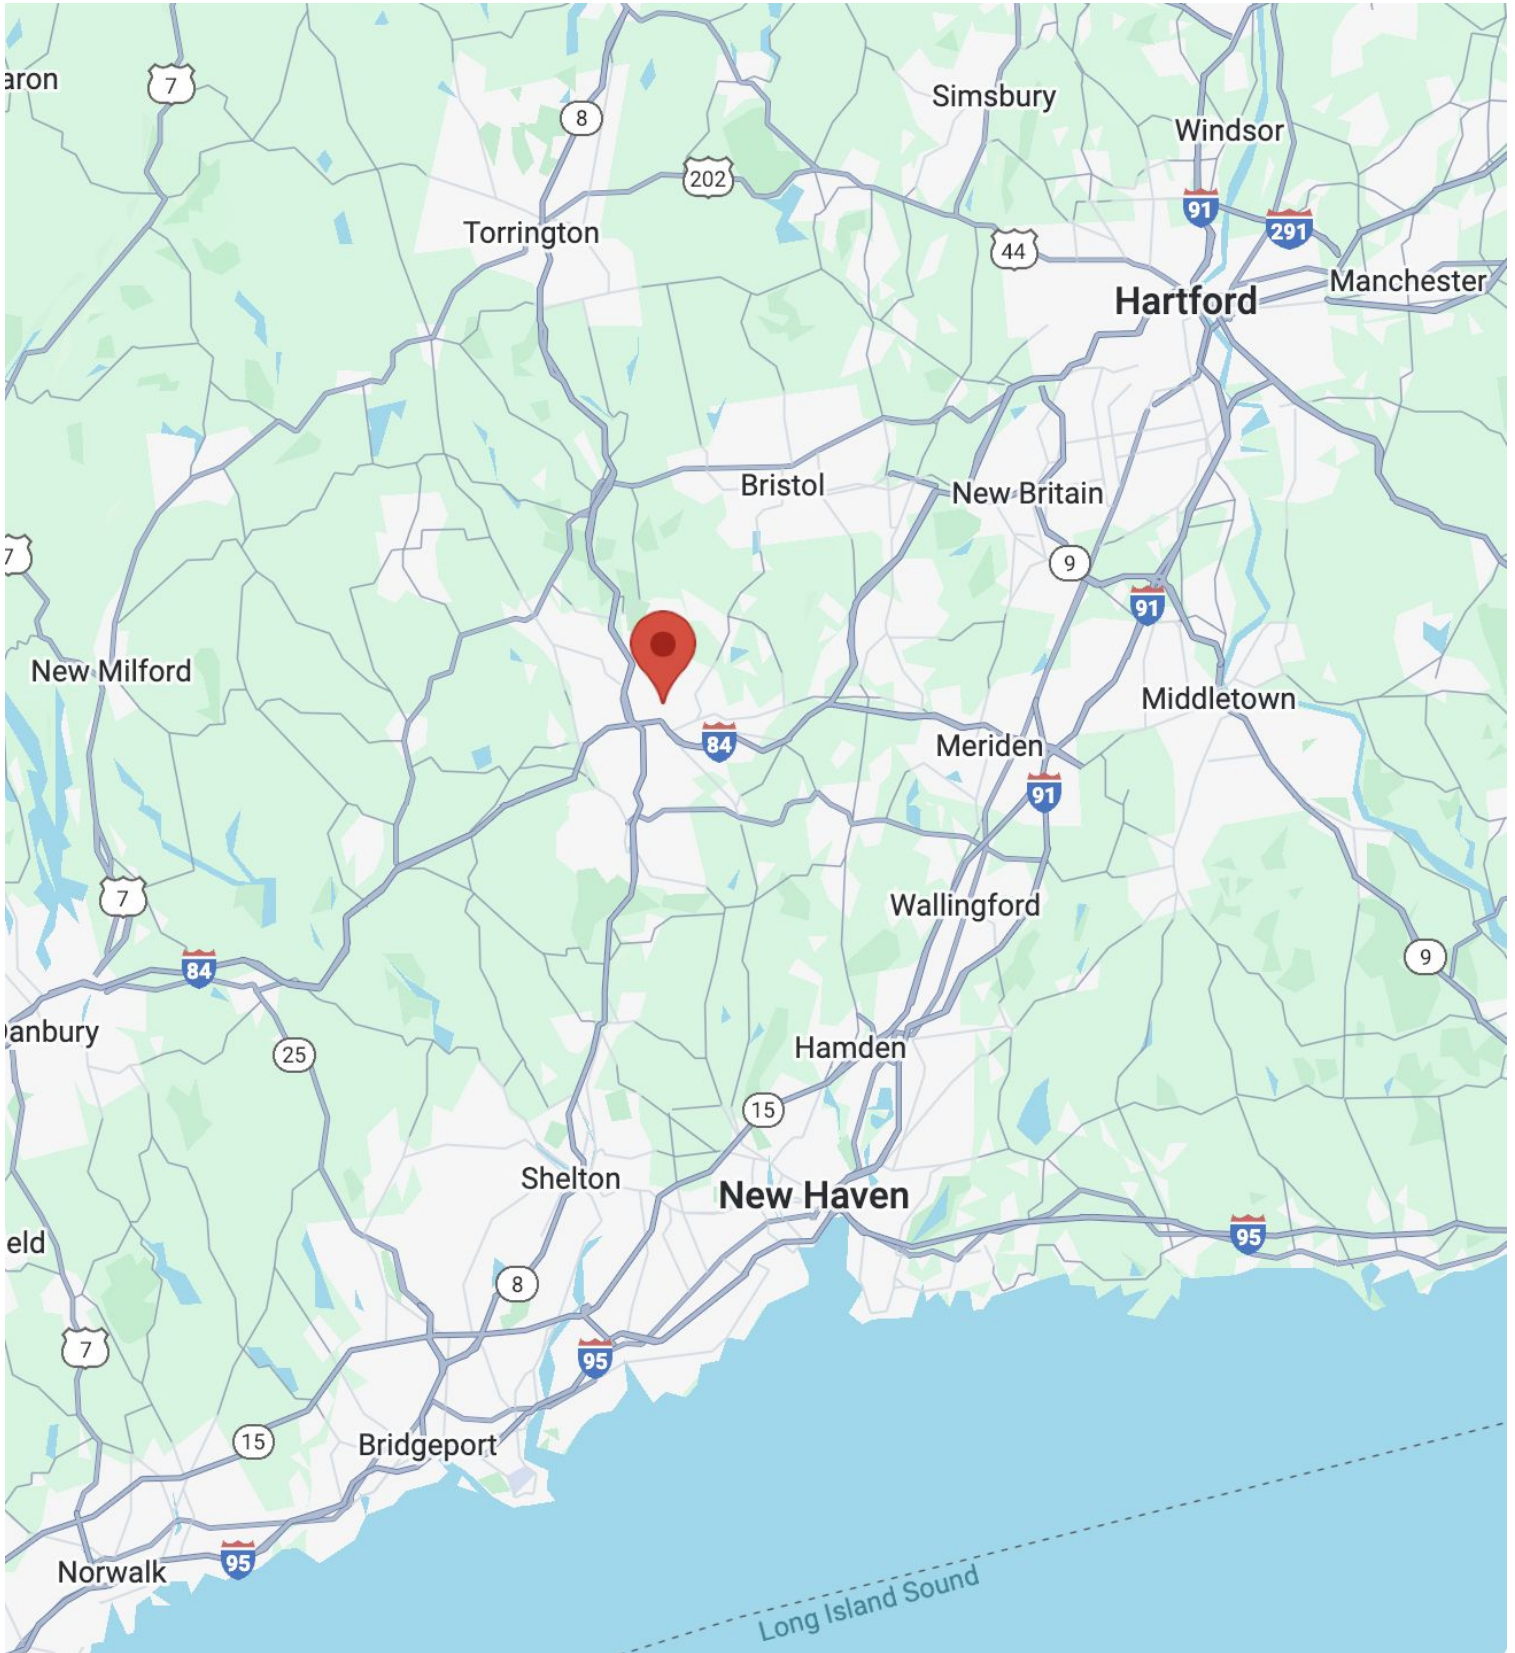 aron
7
8
Simsbury
Windsor
202
91
291
Torrington
44
Manchester
Hartford
Bristol
New Britain
7
9
91
New Milford
Middletown
84
Meriden
91
7
Wallingford
84
9
anbury
25
Hamden
15
Shelton
New Haven
95
eld
8
7
95
15
Bridgeport
95
Norwalk
Long Island Sound